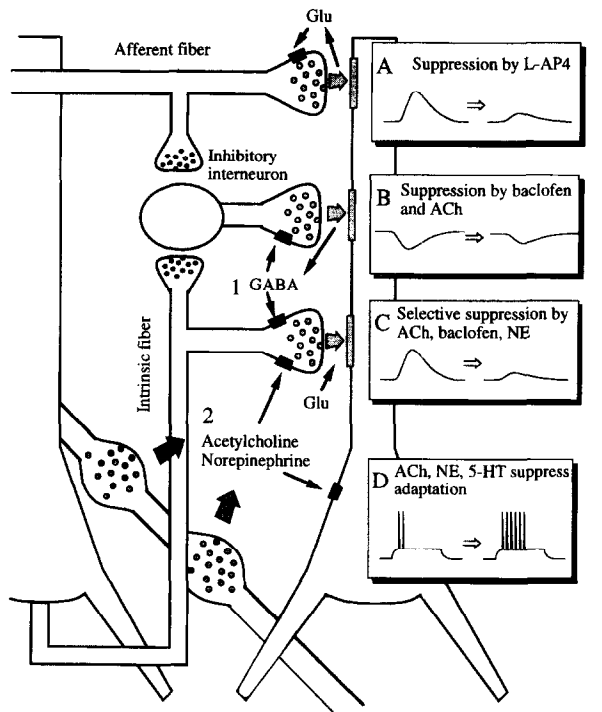 Glu
Afferent fiber
A Suppression by L-AP4
Inhibitory
interneuron
B Suppression by baclofen
and ACh
1 GABA
C Selective suppression by
ACh, baclofen, NE
Intrinsic fiber
Glu
2
Acetylcholine
Norepinephrine
D ACh, NE, 5-HT suppress
adaptation